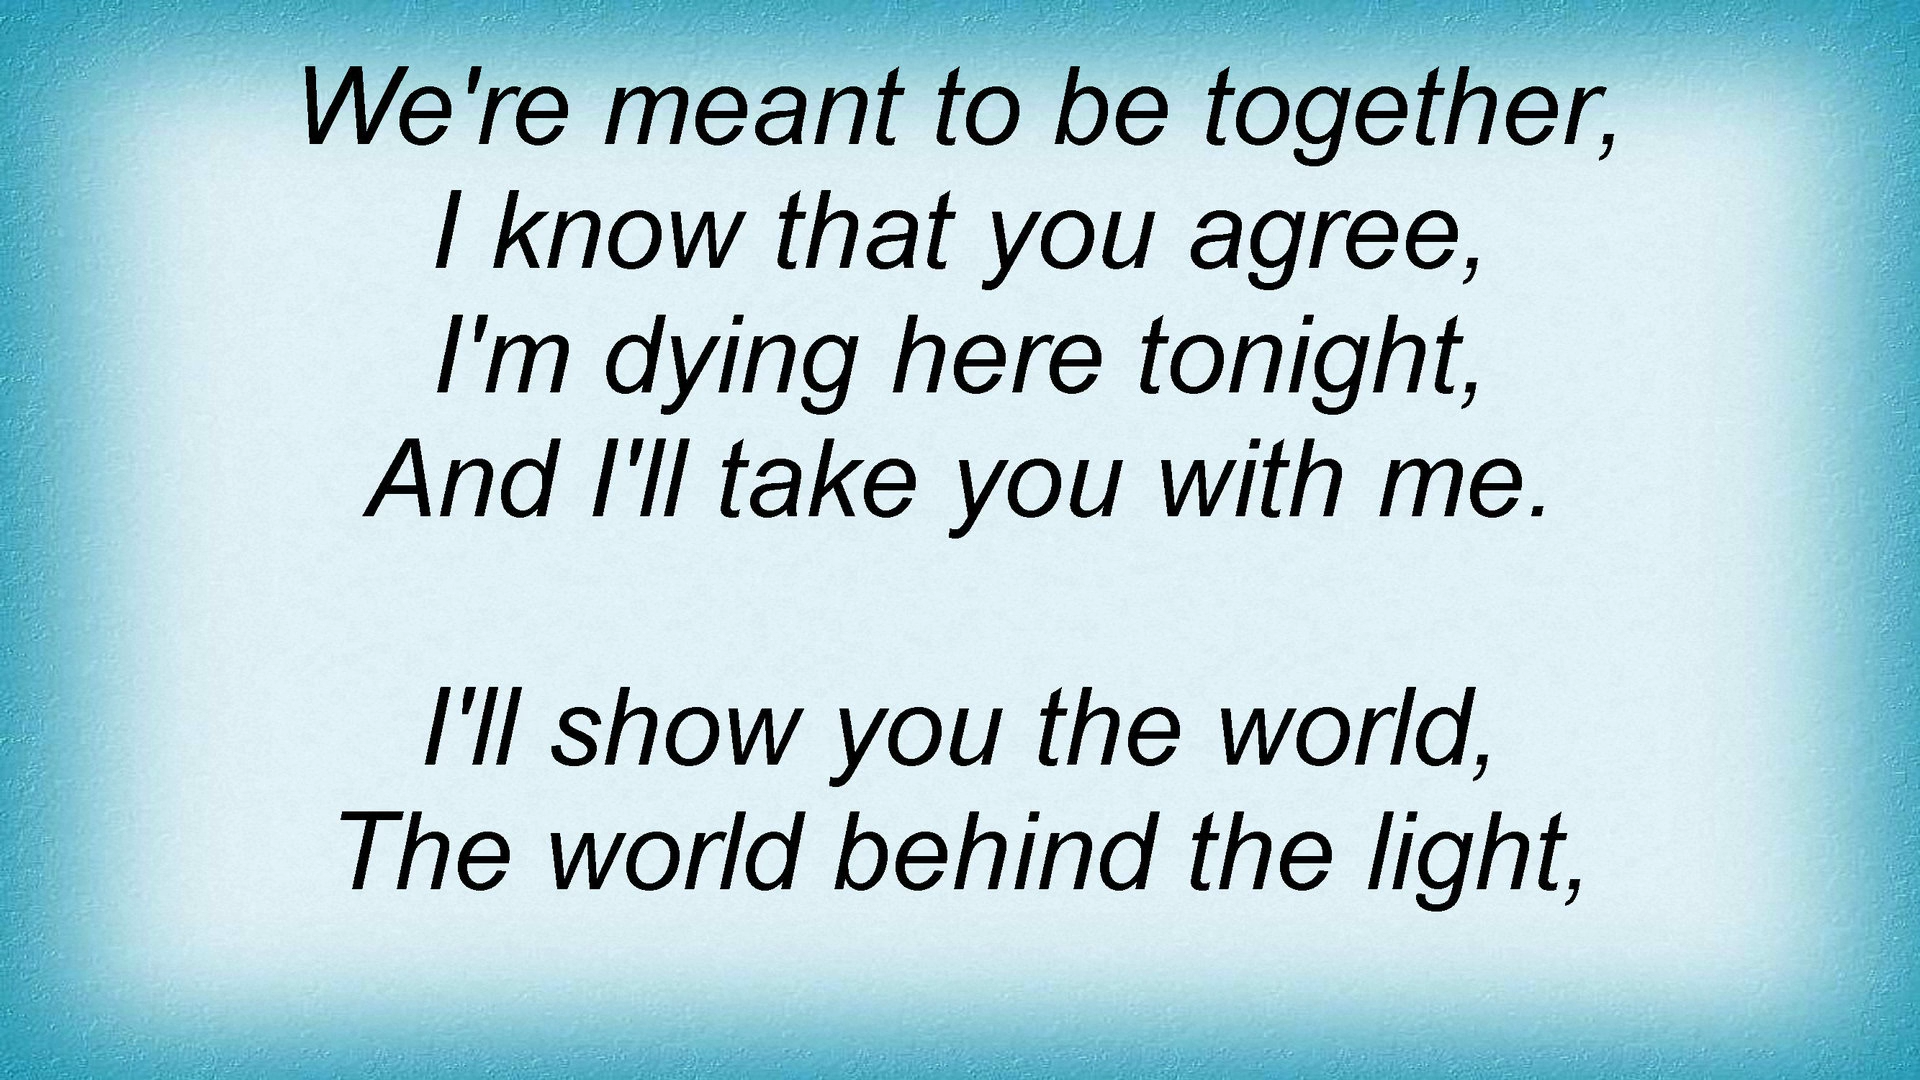 We're meant to be together,
I know that you agree,
I'm dying here tonight,
And I'll take you with me.
I'll show you the world,
The world behind the light,